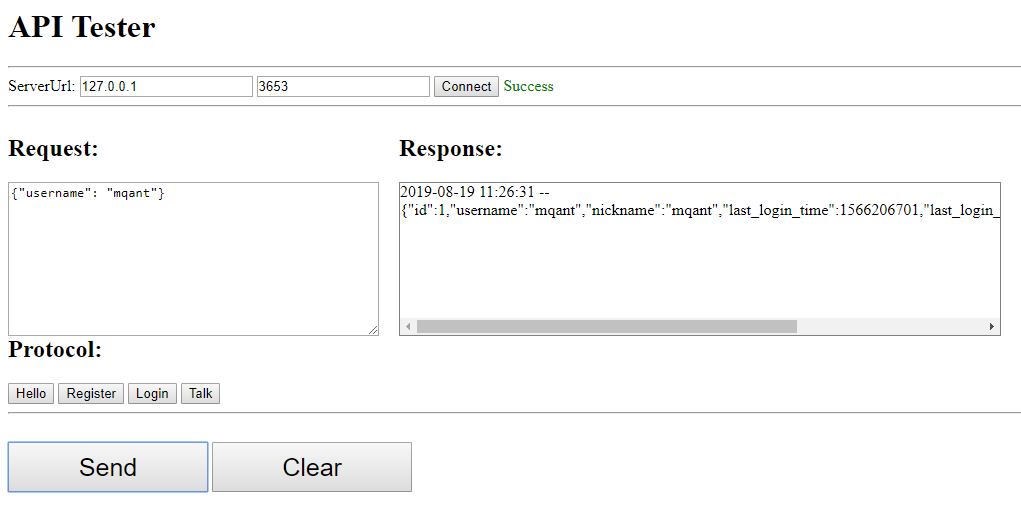 API Tester
ServerUrl: 127.0.0.1 3653 Connect Success
Request:
{"username": "mqant"}
Response:
2019-08-19 11:26:31 --
{"id":1,"username":"mqant","nickname":"mqant","last_login_time":1566206701,"last_login_
Protocol:
Hello Register Login Talk
Send Clear